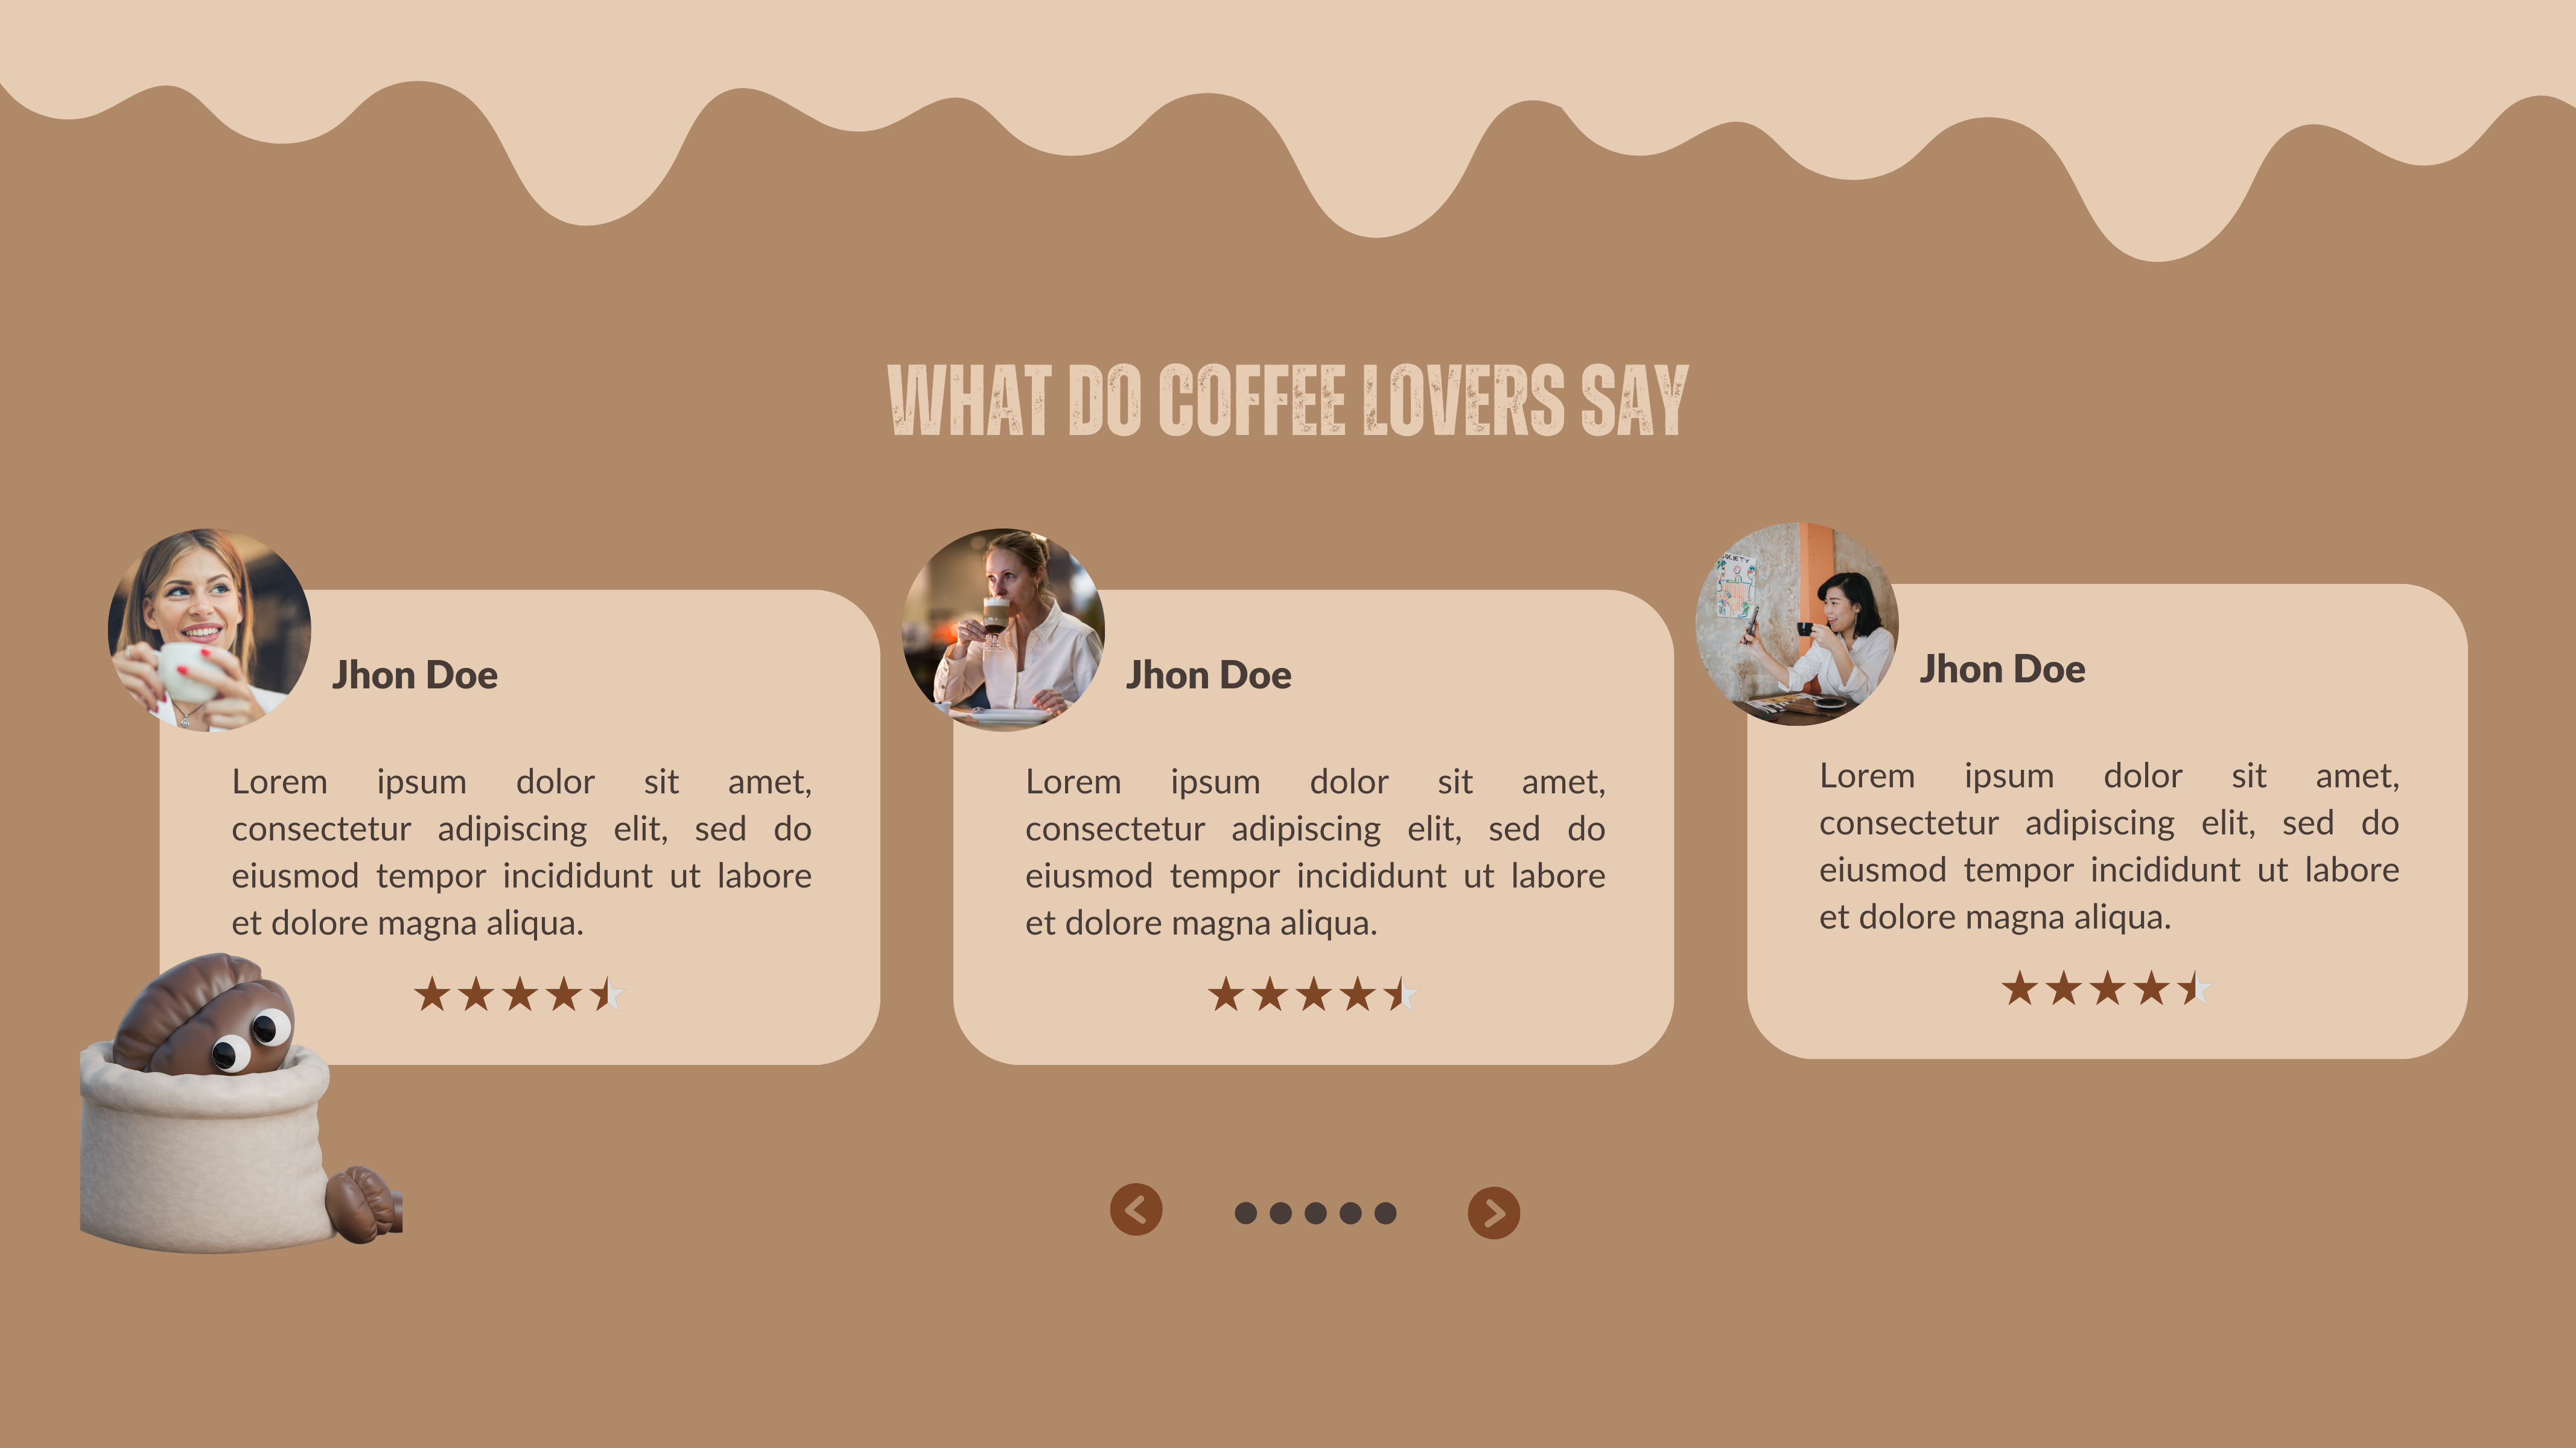 WHAT DO COFFEE LOVERS SAY
Jhon Doe
Lorem ipsum dolor sit amet,
consectetur adipiscing elit, sed do
eiusmod tempor incididunt ut labore
et dolore magna aliqua.
Jhon Doe
Lorem ipsum dolor sit amet,
consectetur adipiscing elit, sed do
eiusmod tempor incididunt ut labore
et dolore magna aliqua.
Jhon Doe
Lorem ipsum dolor sit amet,
consectetur adipiscing elit, sed do
eiusmod tempor incididunt ut labore
et dolore magna aliqua.